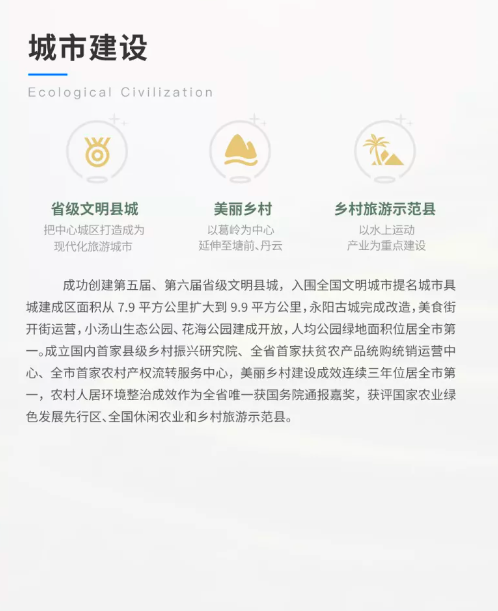 城市建设
Ecological Civilization
省级文明县城
把中心城区打造成为
现代化旅游城市
美丽乡村
以葛岭为中心
延伸至塘前、丹云
乡村旅游示范县
以水上运动
产业为重点建设
成功创建第五届、第六届省级文明县城，入围全国文明城市提名城市县
城建成区面积从 7.9 平方公里扩大到 9.9 平方公里，永阳古城完成改造，美食街
开街运营，小汤山生态公园、花海公园建成开放，人均公园绿地面积位居全市第
一。成立国内首家县级乡村振兴研究院、全省首家扶贫农产品统购统销运营中
心、全市首家农村产权流转服务中心，美丽乡村建设成效连续三年位居全市第
一，农村人居环境整治成效作为全省唯一获国务院通报嘉奖，获评国家农业绿
色发展先行区、全国休闲农业和乡村旅游示范县。